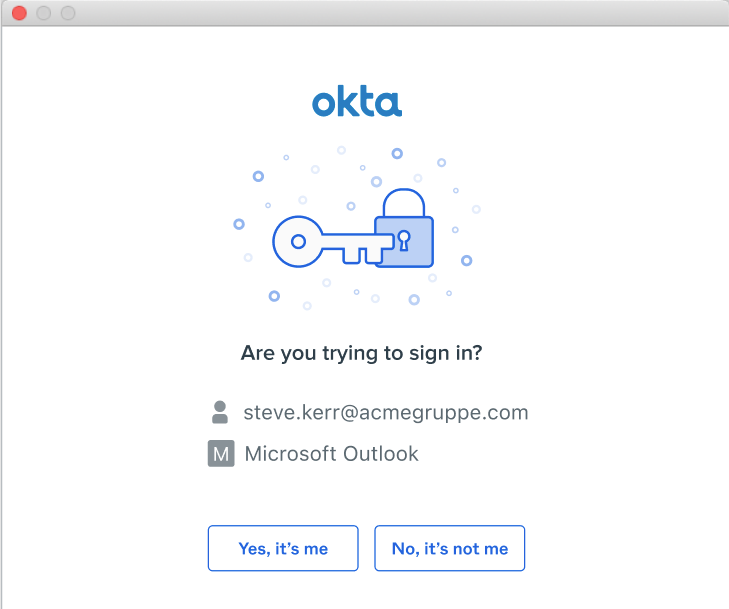 okta
Are you trying to sign in?
steve.kerr@acmegruppe.com
M Microsoft Outlook
Yes, it's me No, it's not me